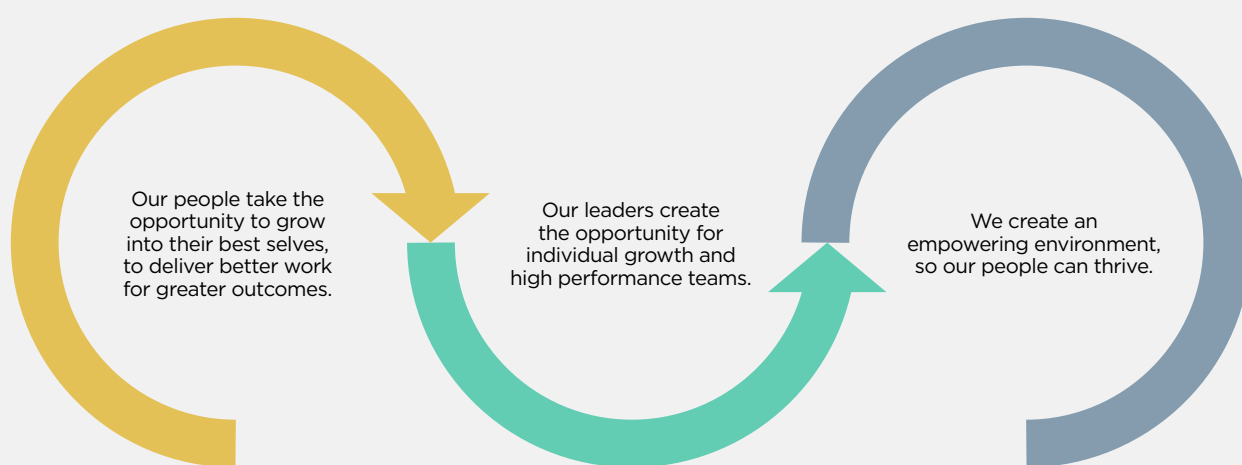 Our people take the
opportunity to grow
into their best selves,
to deliver better work
for greater outcomes.
Our leaders create
the opportunity for
individual growth and
high performance teams.
We create an
empowering environment,
so our people can thrive.